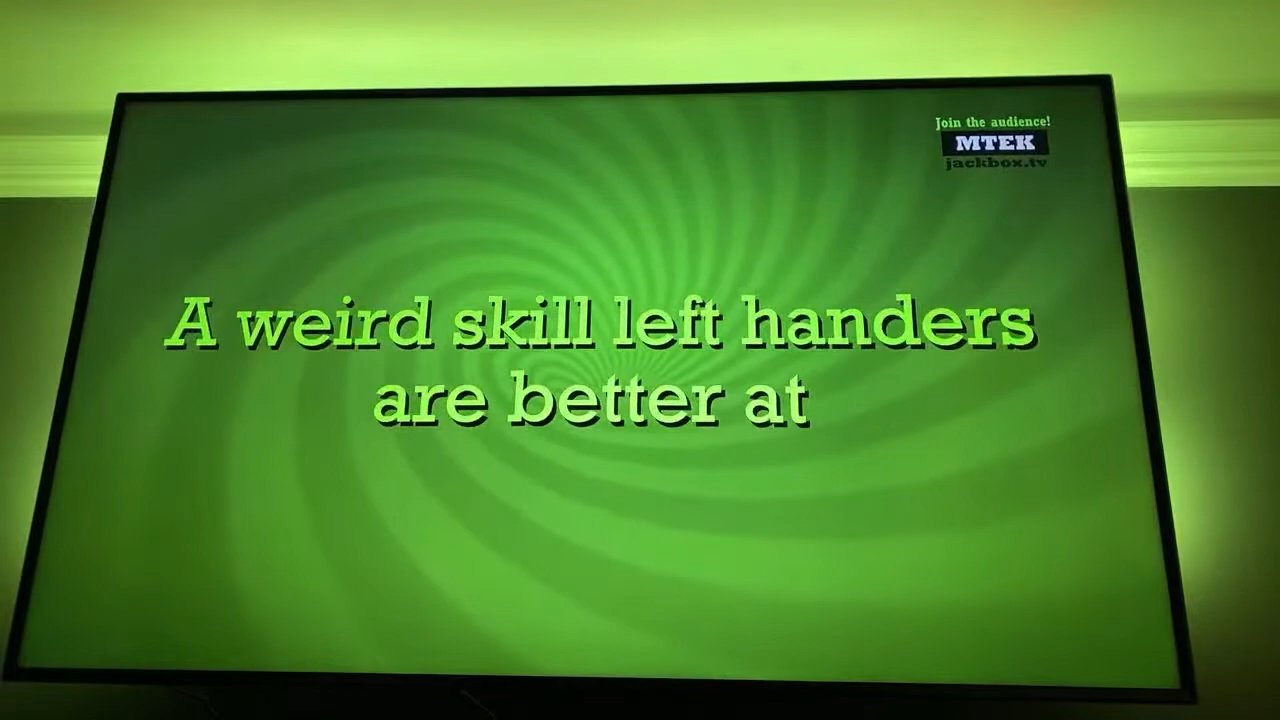 Join the audience!
MTEK
jackbox.tv
A weird skill left handers
are better at